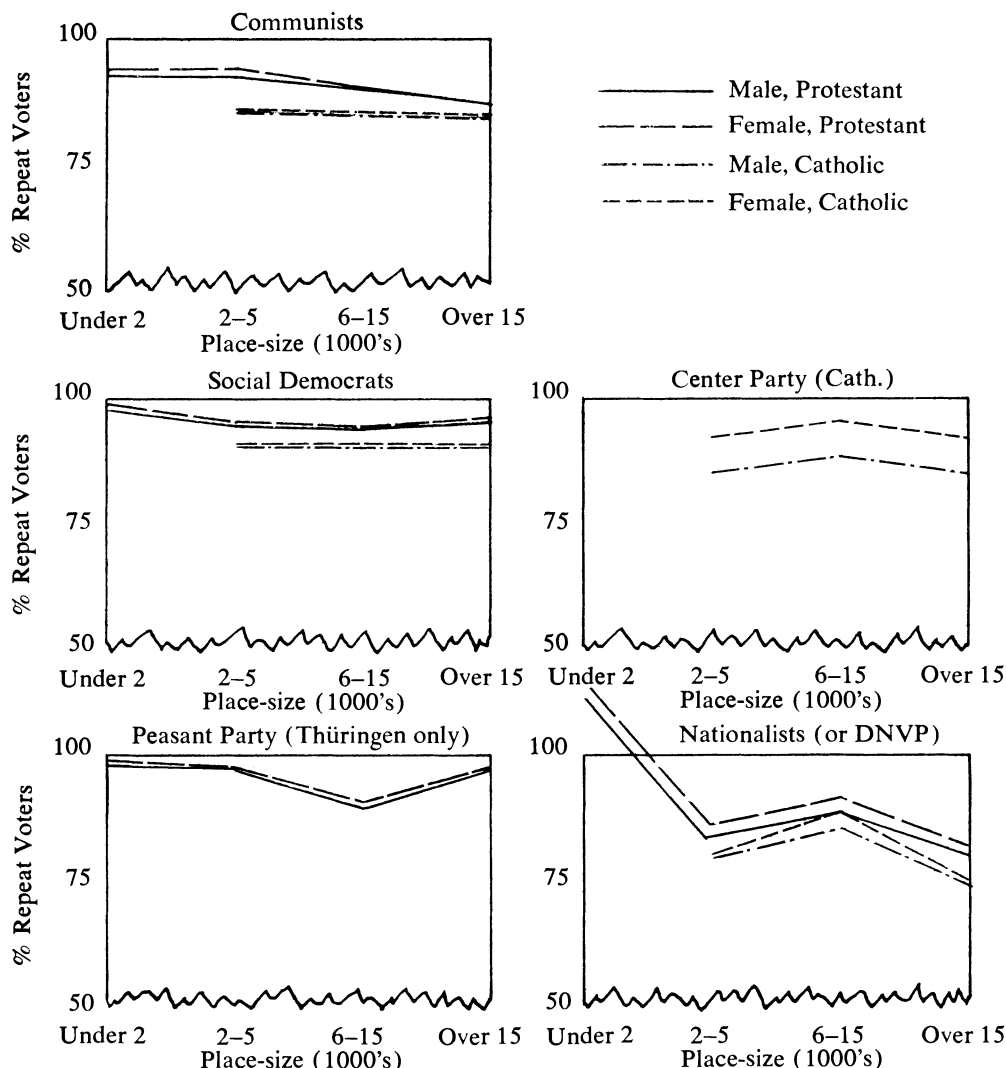 Communists
100
75
50
% Repeat Voters
Under 2 2–5 6–15 Over 15
Place-size (1000's)
Male, Protestant
Female, Protestant
Male, Catholic
Female, Catholic
Social Democrats
100
75
50
% Repeat Voters
Under 2 2–5 6–15 Over 15
Place-size (1000's)
Center Party (Cath.)
100
75
50
Under 2 2–5 6–15 Over 15
Place-size (1000's)
Peasant Party (Thüringen only)
100
75
50
% Repeat Voters
Under 2 2–5 6–15 Over 15
Place-size (1000's)
Nationalists (or DNVP)
100
75
50
Under 2 2–5 6–15 Over 15
Place-size (1000's)